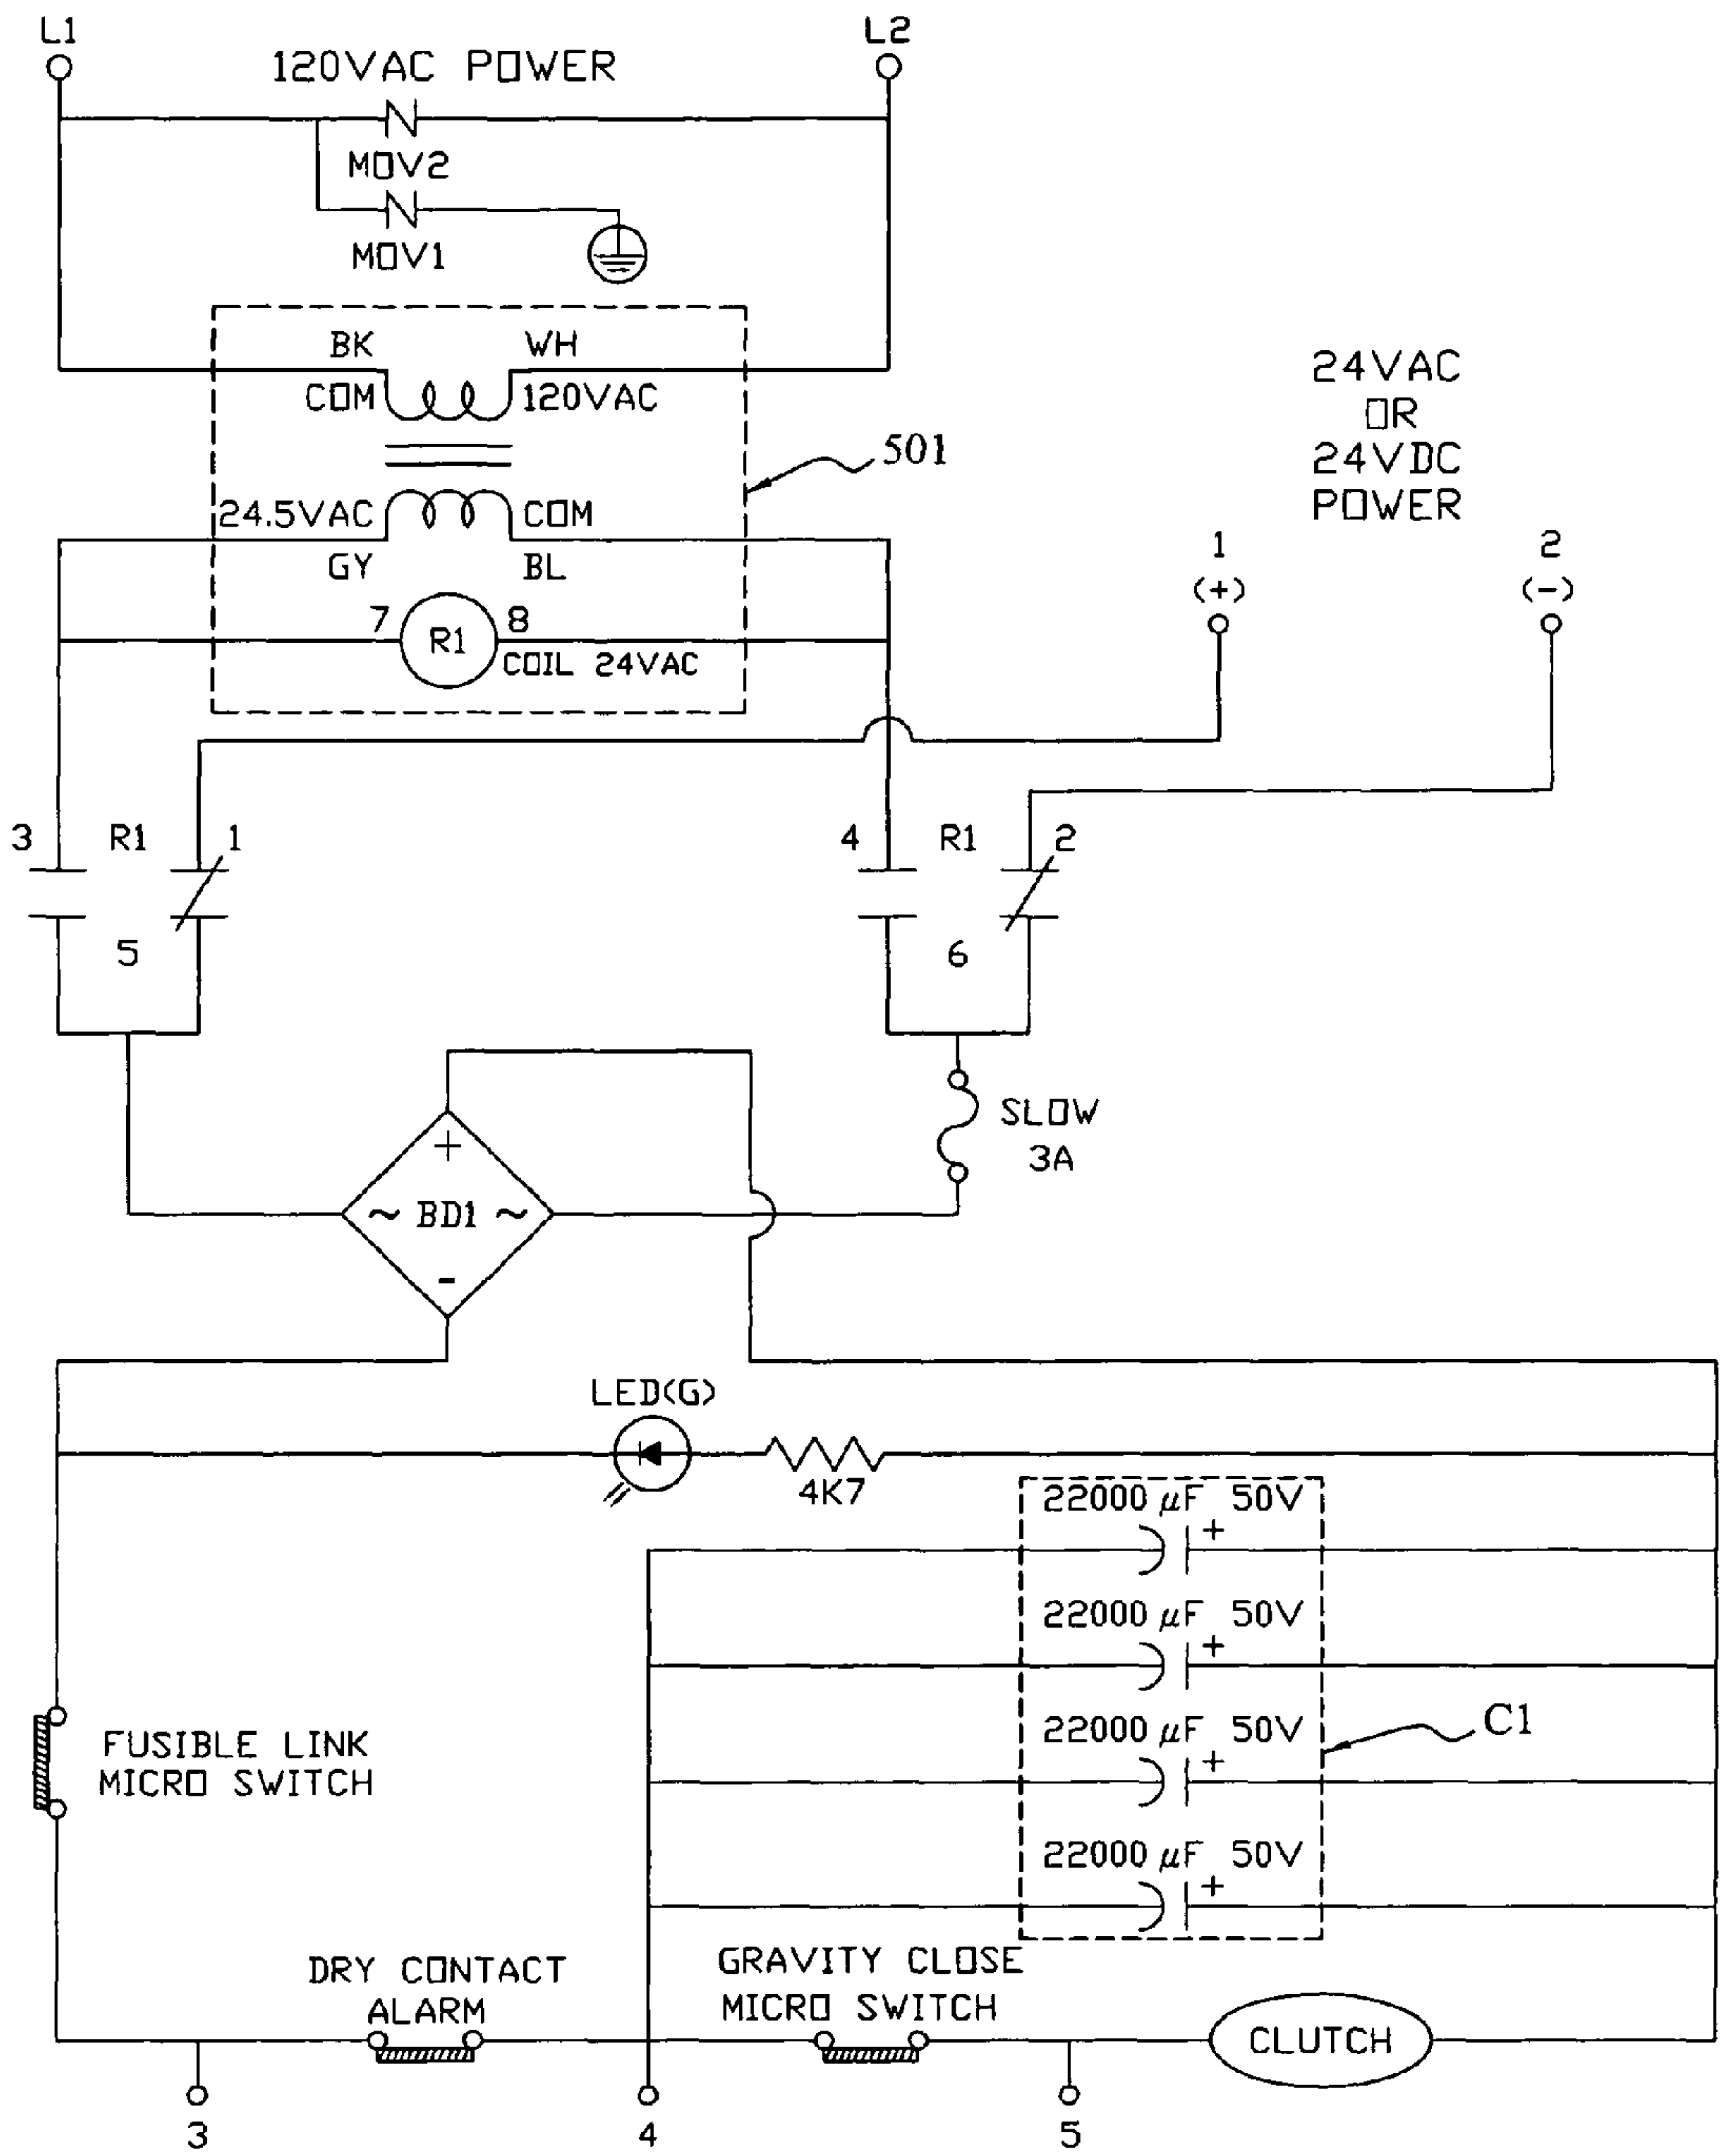 L1
L2
120VAC POWER
MOV2
MOV1
BK
WH
COM
120VAC
501
24.5VAC
COM
GY
BL
7
R1
8
COIL 24VAC
24VAC
OR
24VDC
POWER
1
2
(+)
(-)
3
R1
1
4
R1
2
5
6
SLOW
3A
+
~ BD1 ~
-
LED(G)
4K7
22000 µF 50V
+
22000 µF 50V
+
22000 µF 50V
+
C1
22000 µF 50V
+
FUSIBLE LINK
MICRO SWITCH
DRY CONTACT
ALARM
GRAVITY CLOSE
MICRO SWITCH
CLUTCH
3
4
5